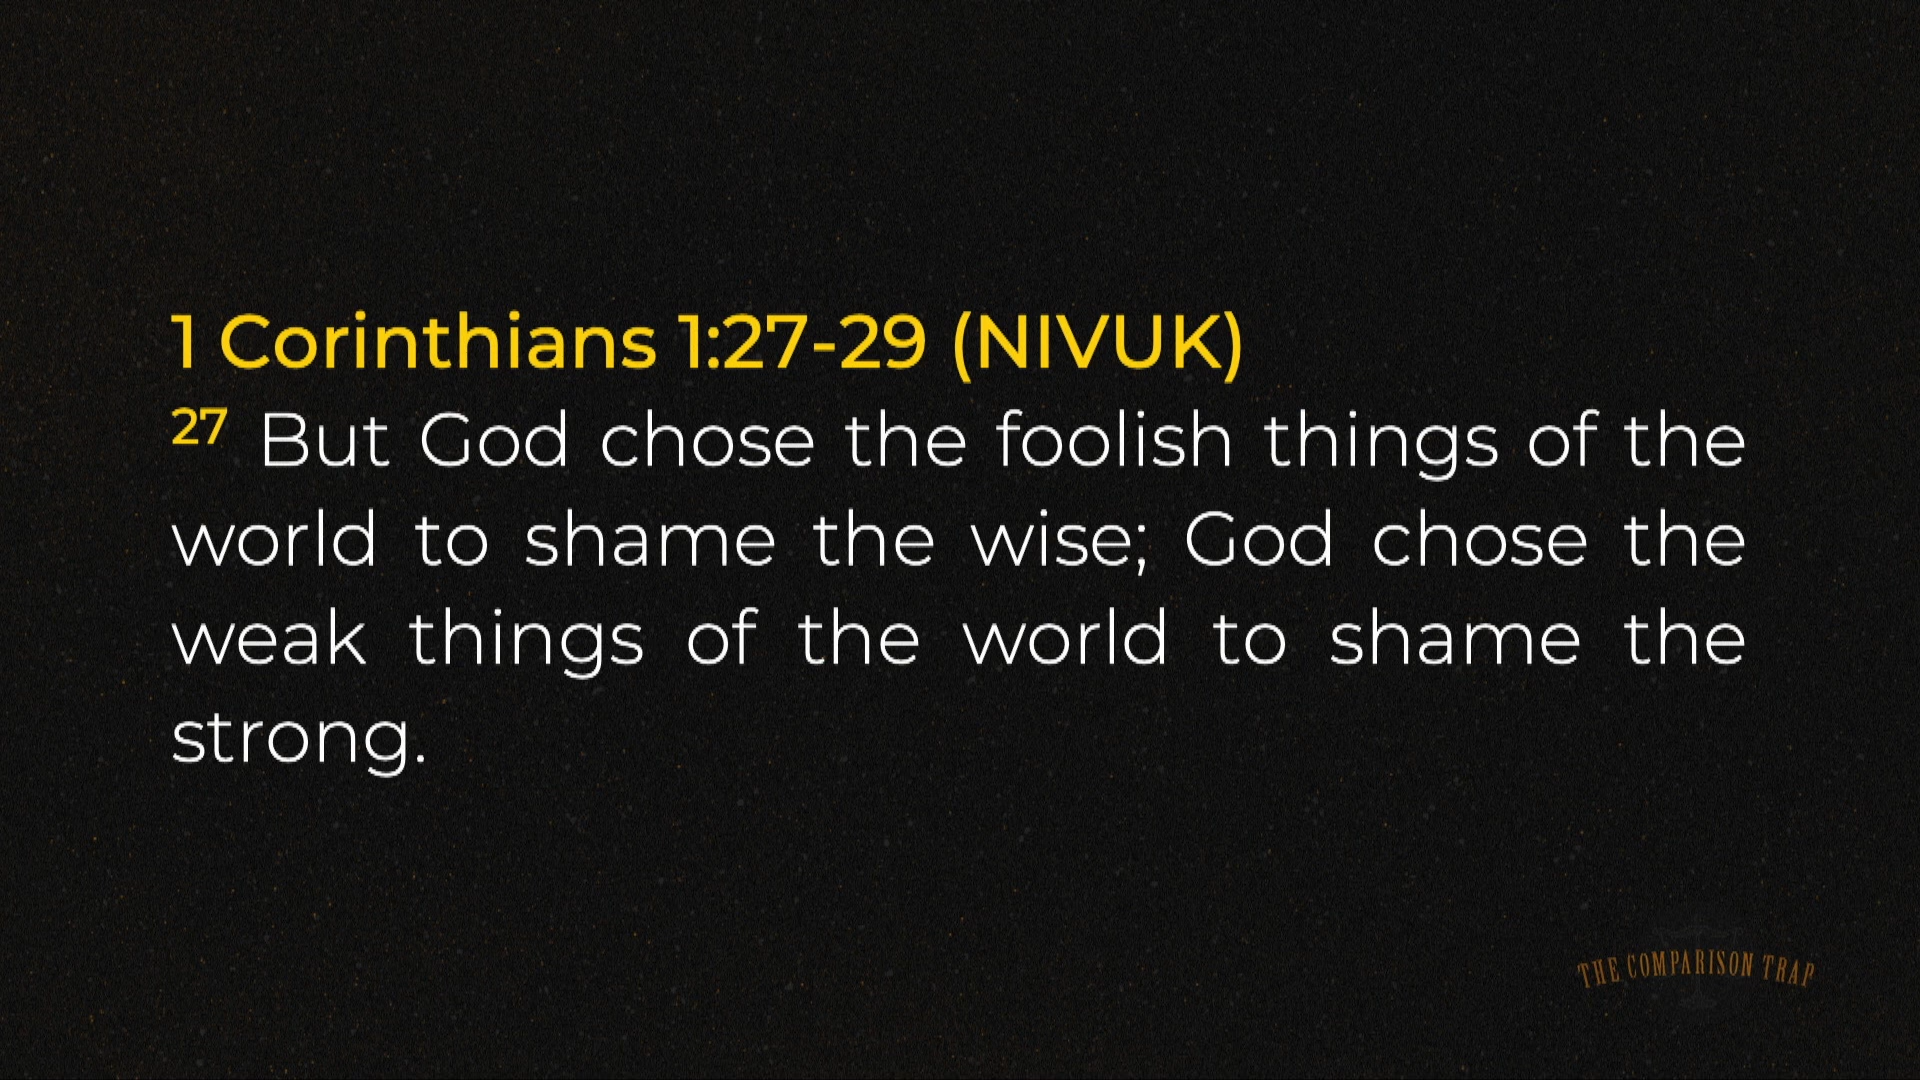 1 Corinthians 1:27-29 (NIVUK)
27 But God chose the foolish things of the
world to shame the wise; God chose the
weak things of the world to shame the
strong.
THE COMPARISON TRAP